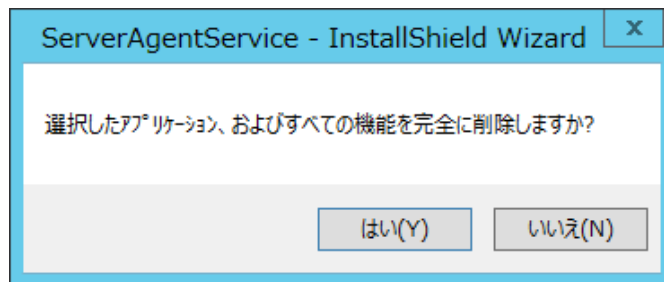 ServerAgentService - InstallShield Wizard
x
選択したｱﾌﾟﾘｹｰｼｮﾝ、およびすべての機能を完全に削除しますか?
はい(Y)
いいえ(N)